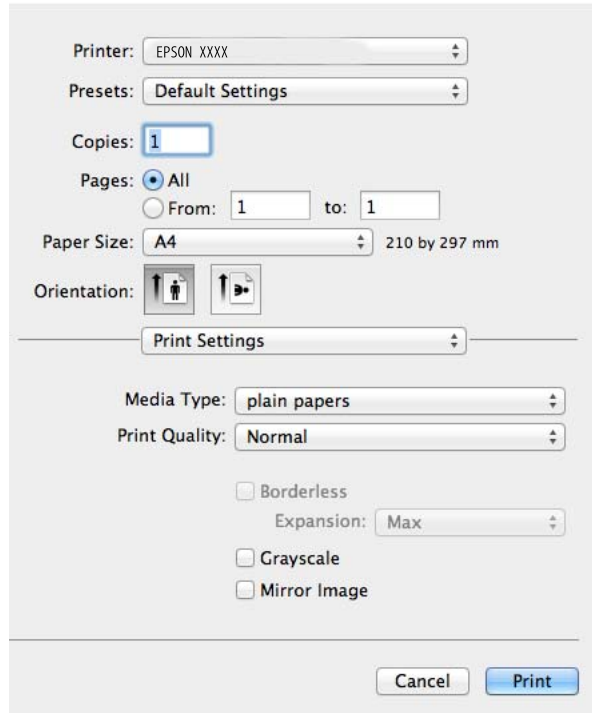 Printer: EPSON XXXX
Presets: Default Settings
Copies: 1
Pages: All
From: 1 to: 1
Paper Size: A4 210 by 297 mm
Orientation:
Print Settings
Media Type: plain papers
Print Quality: Normal
Borderless
Expansion: Max
Grayscale
Mirror Image
Cancel Print